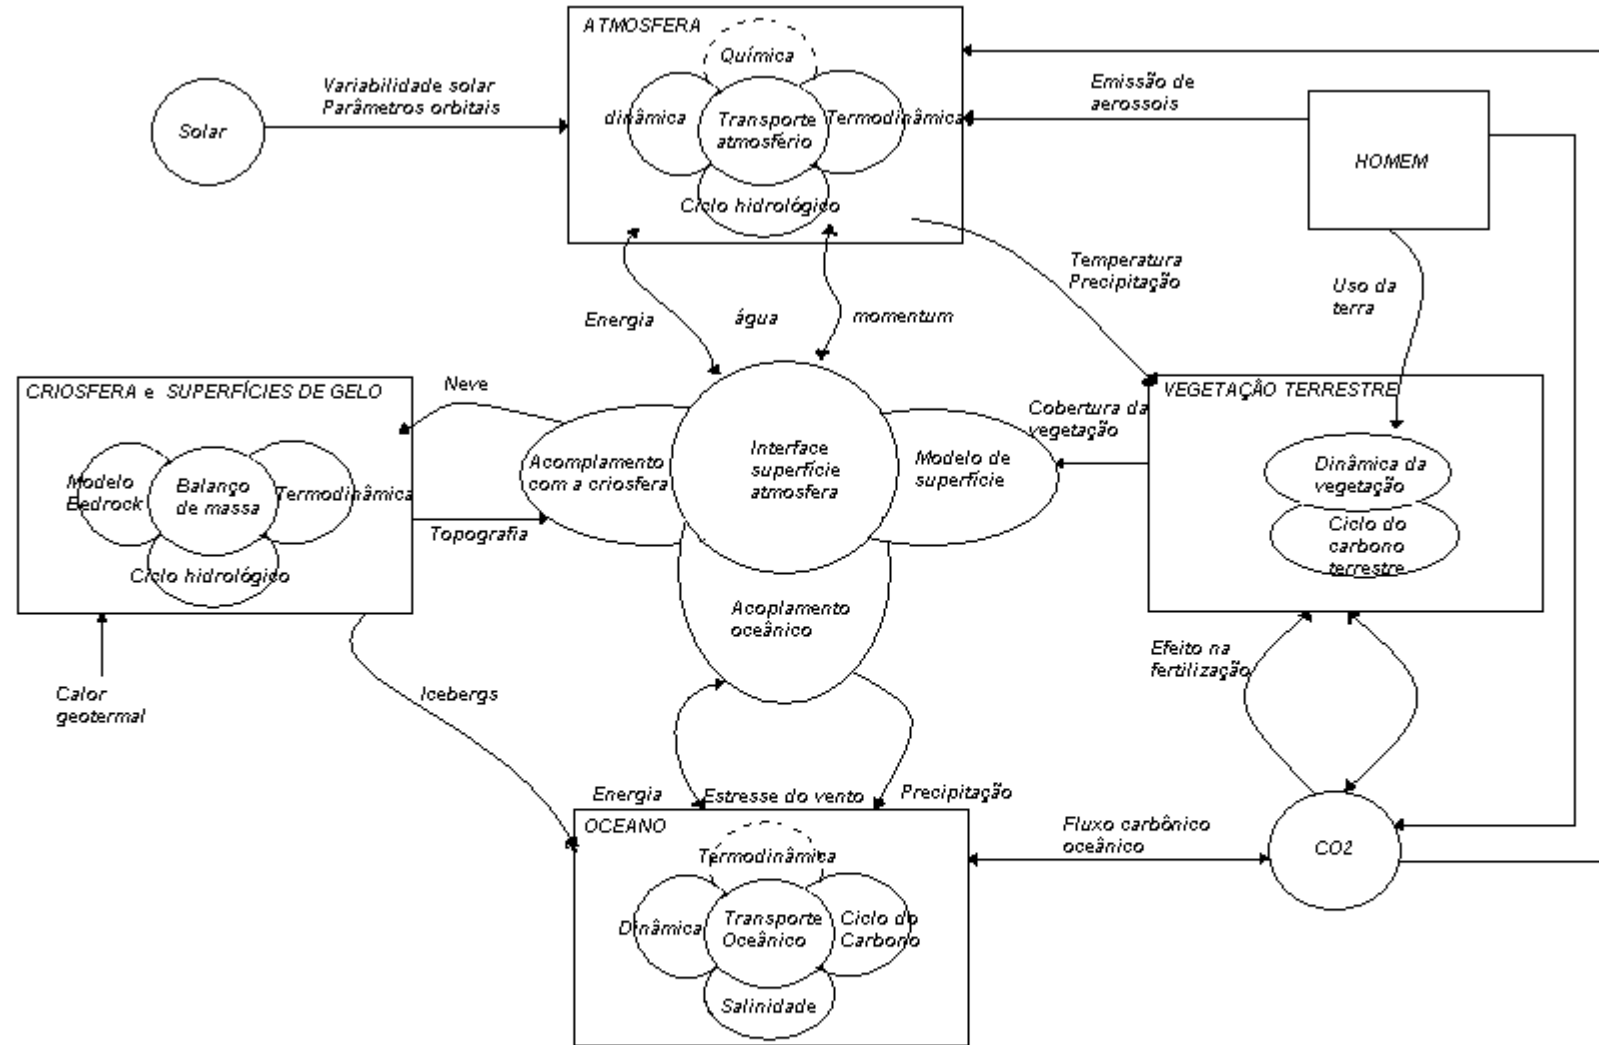 ATMOSFERA
Química
Variabilidade solar
Parâmetros orbitais
Emissão de
aerossois
Solar
dinâmica
Transporte
atmosfério
Termodinâmica
HOMEM
Ciclo hidrológico
Temperatura
Precipitação
Uso da
terra
Energia
água
momentum
CRIOSFERA e SUPERFÍCIES DE GELO
Neve
VEGETAÇÂO TERRESTRE
Cobertura da
vegetação
Acomplamento
com a criosfera
Interface
superfície
atmosfera
Modelo de
superfície
Dinâmica da
vegetação
Modelo
Bedrock
Balanço
de massa
Termodinâmica
Ciclo do
carbono
terrestre
Topografia
Ciclo hidrológico
Acoplamento
oceânico
Efeito na
fertilização
Calor
geotermal
Icebergs
Energia
Estresse do vento
Precipitação
OCEANO
Fluxo carbônico
oceânico
CO2
Termodinâmica
Dinâmica
Transporte
Oceânico
Ciclo do
Carbono
Salinidade